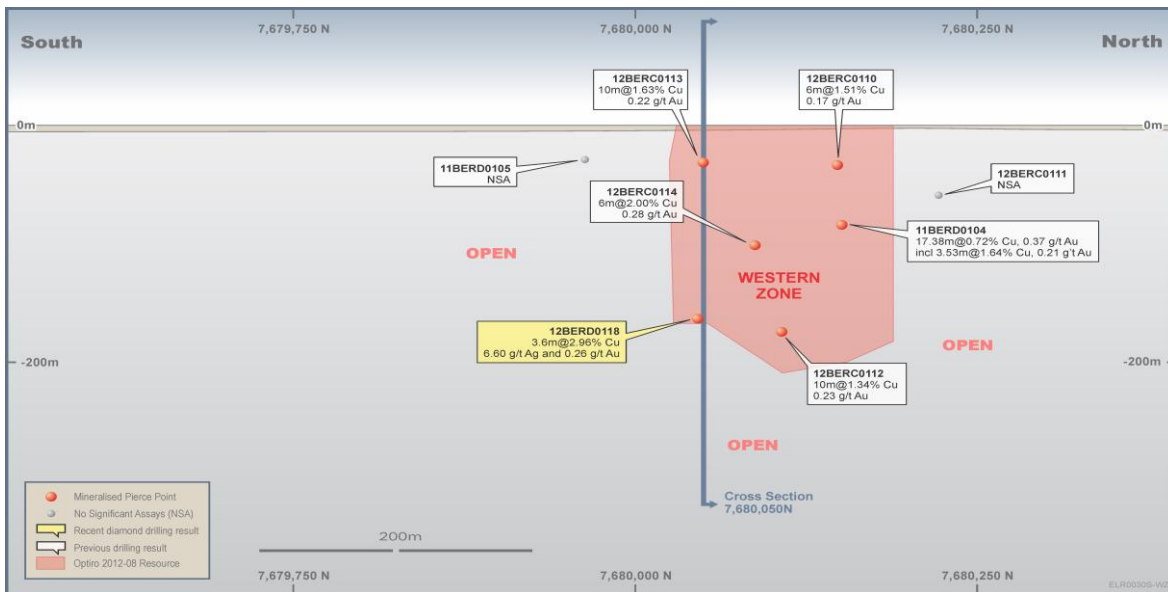 7,679,750 N
7,680,000 N
7,680,250 N
South
North
12BERC0113
10m@1.63% Cu
0.22 g/t Au
12BERC0110
6m@1.51% Cu
0.17 g/t Au
0m
0m
11BERD0105
NSA
12BERC0111
NSA
12BERC0114
6m@2.00% Cu
0.28 g/t Au
11BERD0104
17.38m@0.72% Cu, 0.37 g/t Au
incl 3.53m@1.64% Cu, 0.21 g't Au
OPEN
WESTERN
ZONE
12BERD0118
3.6m@2.96% Cu
6.60 g/t Ag and 0.26 g/t Au
OPEN
-200m
-200m
12BERC0112
10m@1.34% Cu
0.23 g/t Au
OPEN
Mineralised Pierce Point
No Significant Assays (NSA)
Recent diamond drilling result
Previous drilling result
Optiro 2012-08 Resource
Cross Section
7,680,050N
200m
7,679,750 N
7,680,000 N
7,680,250 N
ELR0030S-WZ